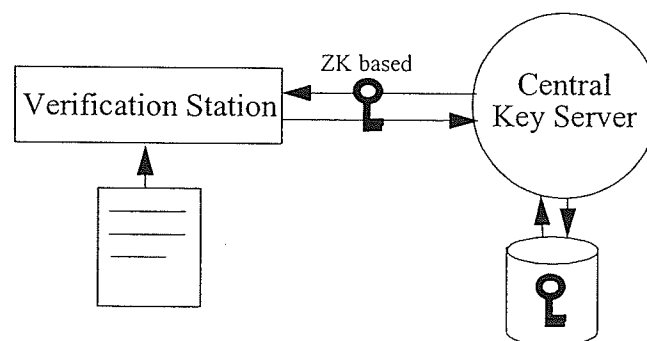 ZK based
Verification Station
Central
Key Server